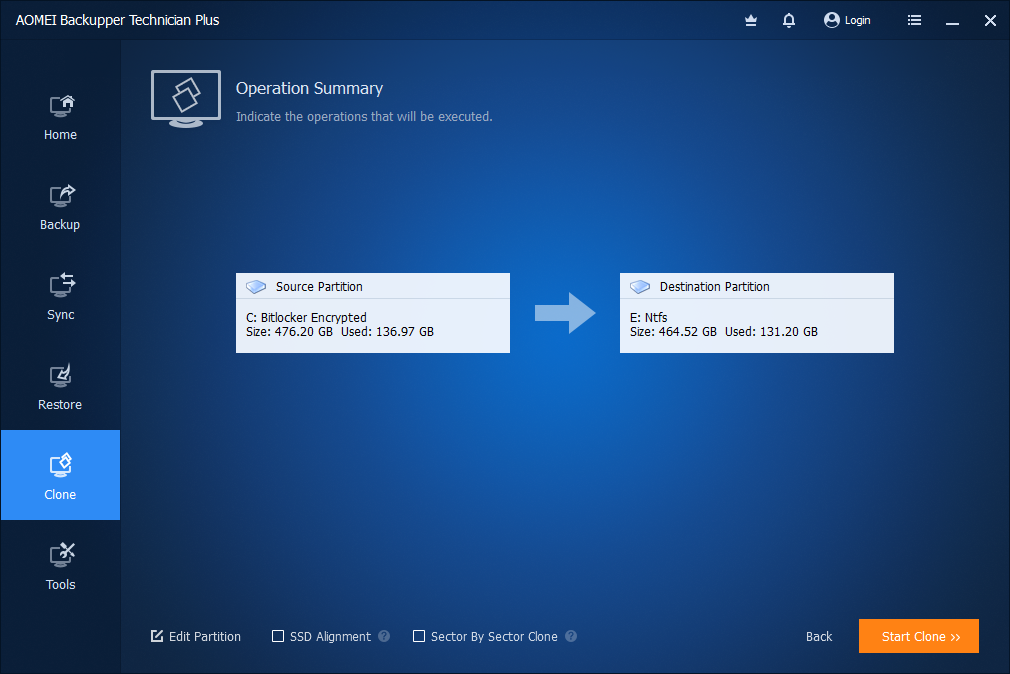 AOMEI Backupper Technician Plus
Login
Home
Backup
Sync
Restore
Clone
Tools
Operation Summary
Indicate the operations that will be executed.
Source Partition
C: Bitlocker Encrypted
Size: 476.20 GB  Used: 136.97 GB
Destination Partition
E: Ntfs
Size: 464.52 GB  Used: 131.20 GB
Edit Partition
SSD Alignment ?
Sector By Sector Clone ?
Back
Start Clone >>